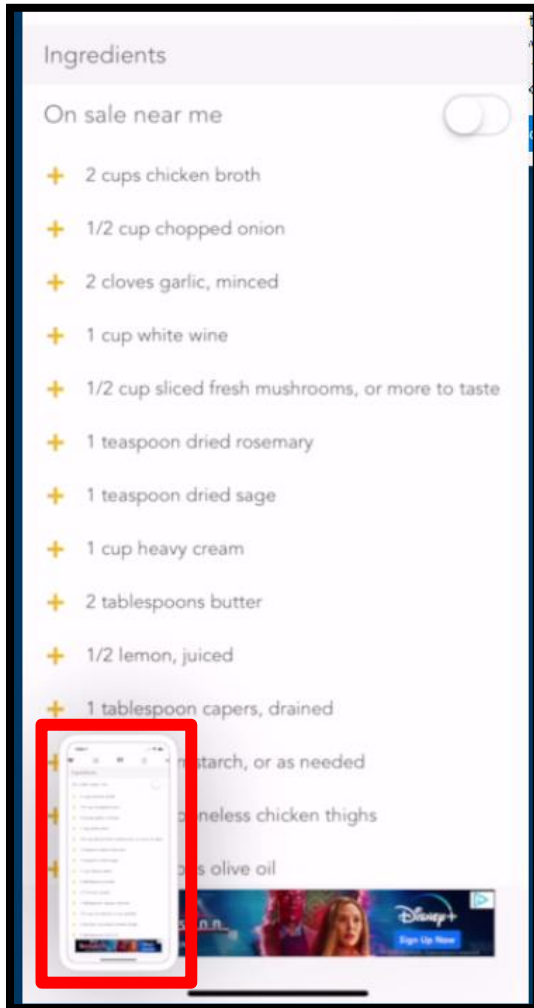 Ingredients
On sale near me
2 cups chicken broth
1/2 cup chopped onion
2 cloves garlic, minced
1 cup white wine
1/2 cup sliced fresh mushrooms, or more to taste
1 teaspoon dried rosemary
1 teaspoon dried sage
1 cup heavy cream
2 tablespoons butter
1/2 lemon, juiced
1 tablespoon capers, drained
starch, or as needed
neless chicken thighs
s olive oil
Disney+
Sign Up Now